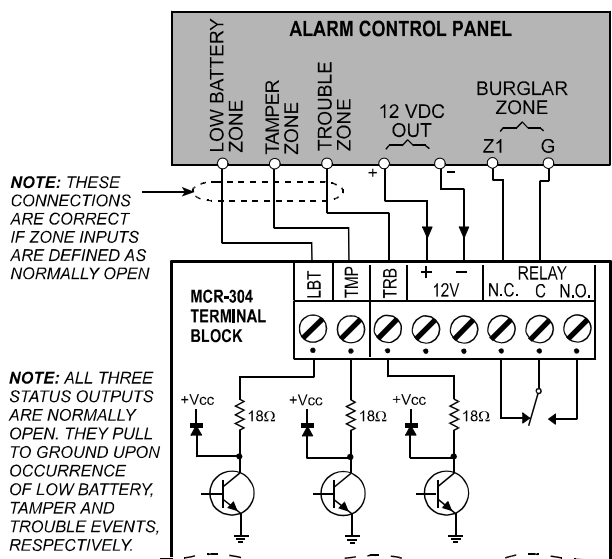 ALARM CONTROL PANEL
LOW BATTERY
ZONE
TAMPER
ZONE
TROUBLE
ZONE
12 VDC
OUT
BURGLAR
ZONE
Z1
G
+
–
NOTE: THESE
CONNECTIONS
ARE CORRECT
IF ZONE INPUTS
ARE DEFINED AS
NORMALLY OPEN
MCR-304
TERMINAL
BLOCK
LBT
TMP
TRB
+ –
12V
RELAY
N.C. C N.O.
NOTE: ALL THREE
STATUS OUTPUTS
ARE NORMALLY
OPEN. THEY PULL
TO GROUND UPON
OCCURRENCE
OF LOW BATTERY,
TAMPER AND
TROUBLE EVENTS,
RESPECTIVELY.
+Vcc
18Ω
+Vcc
18Ω
+Vcc
18Ω